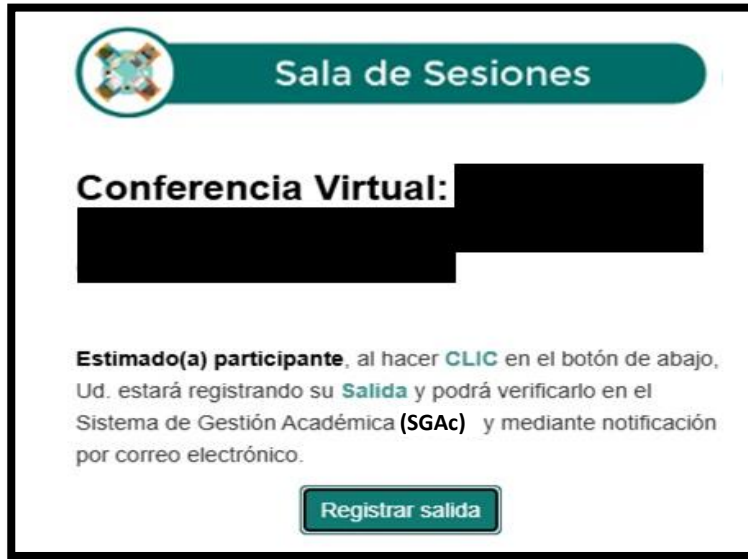 Sala de Sesiones
Conferencia Virtual:
Estimado(a) participante, al hacer CLIC en el botón de abajo,
Ud. estará registrando su Salida y podrá verificarlo en el
Sistema de Gestión Académica (SGAc) y mediante notificación
por correo electrónico.
Registrar salida